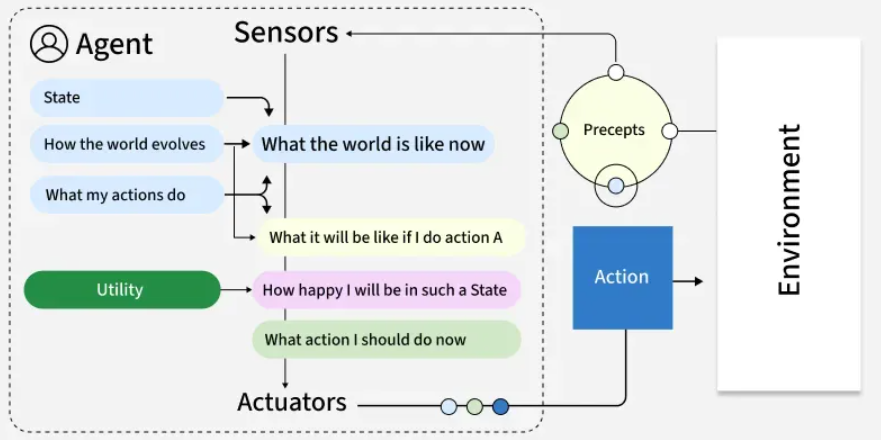 Agent
Sensors
State
How the world evolves
What the world is like now
What my actions do
What it will be like if I do action A
Utility
How happy I will be in such a State
What action I should do now
Actuators
Precepts
Action
Environment